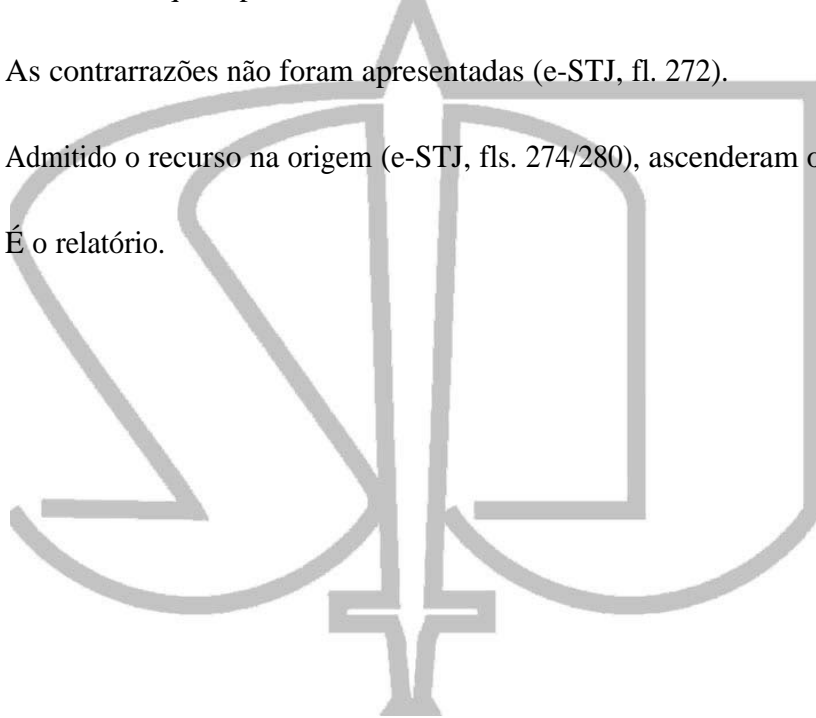 As contrarrazões não foram apresentadas (e-STJ, fl. 272).
Admitido o recurso na origem (e-STJ, fls. 274/280), ascenderam
É o relatório.